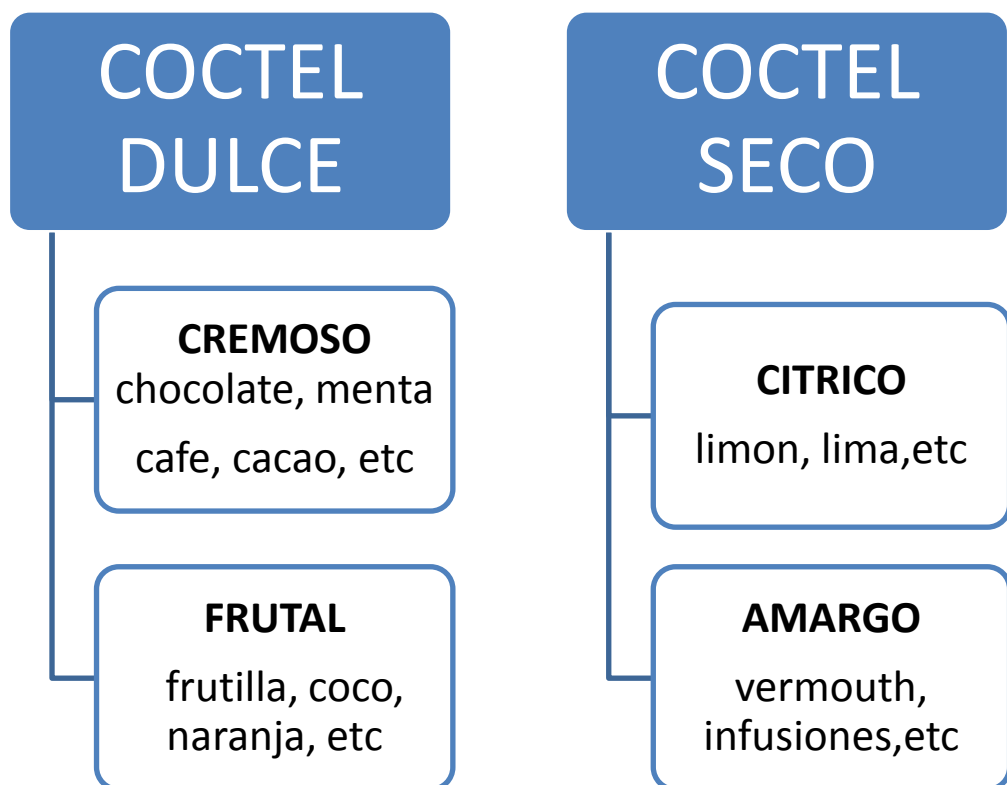 COCTEL
DULCE
CREMOSO
chocolate, menta
cafe, cacao, etc
FRUTAL
frutilla, coco,
naranja, etc
COCTEL
SECO
CITRICO
limon, lima,etc
AMARGO
vermouth,
infusiones,etc